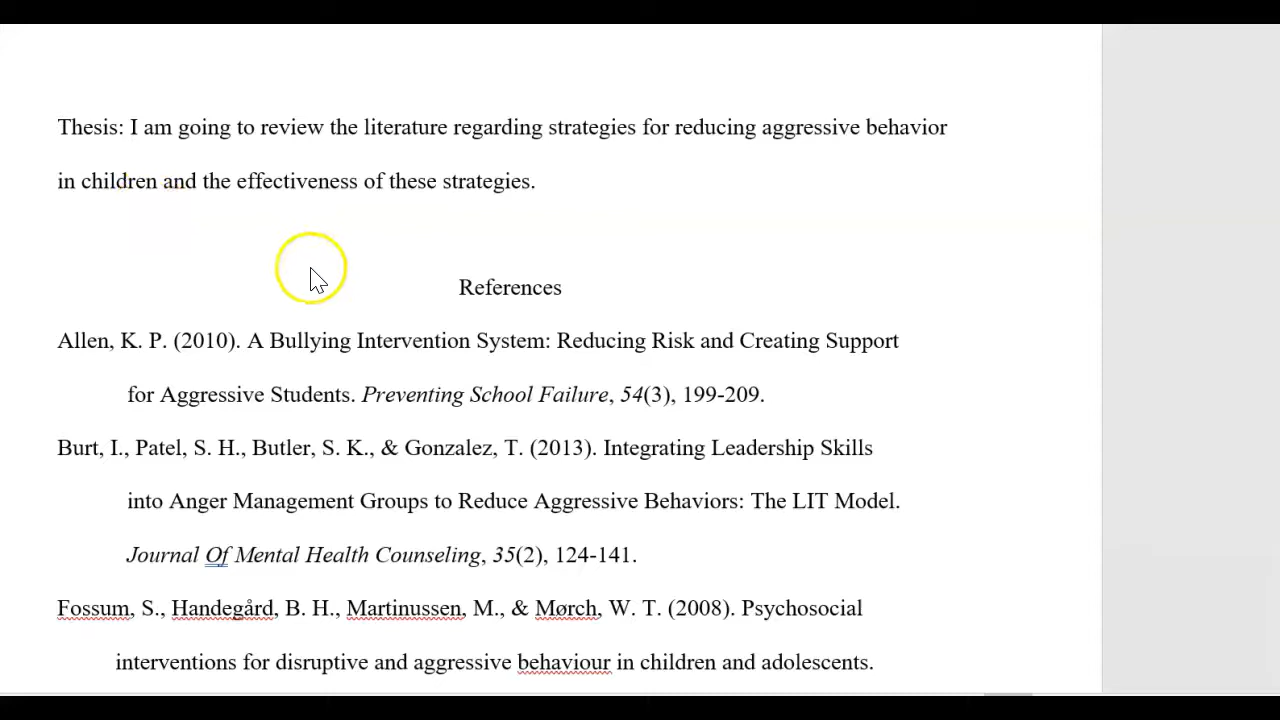 Thesis: I am going to review the literature regarding strategies for reducing aggressive behavior
in children and the effectiveness of these strategies.
References
Allen, K. P. (2010). A Bullying Intervention System: Reducing Risk and Creating Support
for Aggressive Students. Preventing School Failure, 54(3), 199-209.
Burt, I., Patel, S. H., Butler, S. K., & Gonzalez, T. (2013). Integrating Leadership Skills
into Anger Management Groups to Reduce Aggressive Behaviors: The LIT Model.
Journal Of Mental Health Counseling, 35(2), 124-141.
Fossum, S., Handegård, B. H., Martinussen, M., & Mørch, W. T. (2008). Psychosocial
interventions for disruptive and aggressive behaviour in children and adolescents.